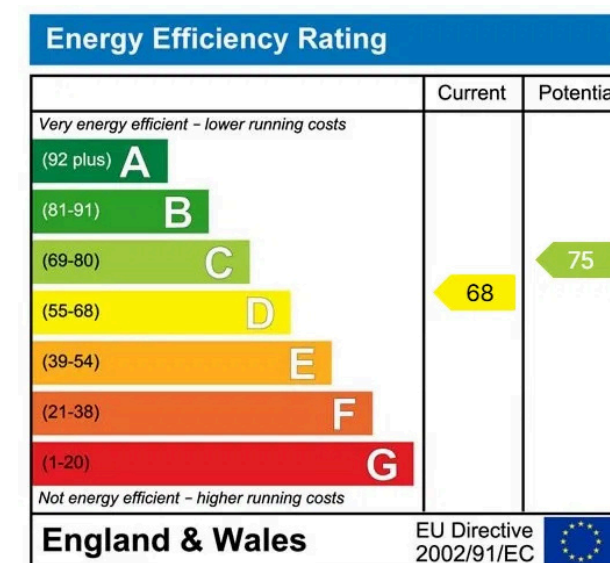 Energy Efficiency Rating
Current Potentia
Very energy efficient – lower running costs
(92 plus) A
(81-91) B
(69-80) C
75
(55-68) D
68
(39-54) E
(21-38) F
(1-20) G
Not energy efficient – higher running costs
England & Wales
EU Directive
2002/91/EC